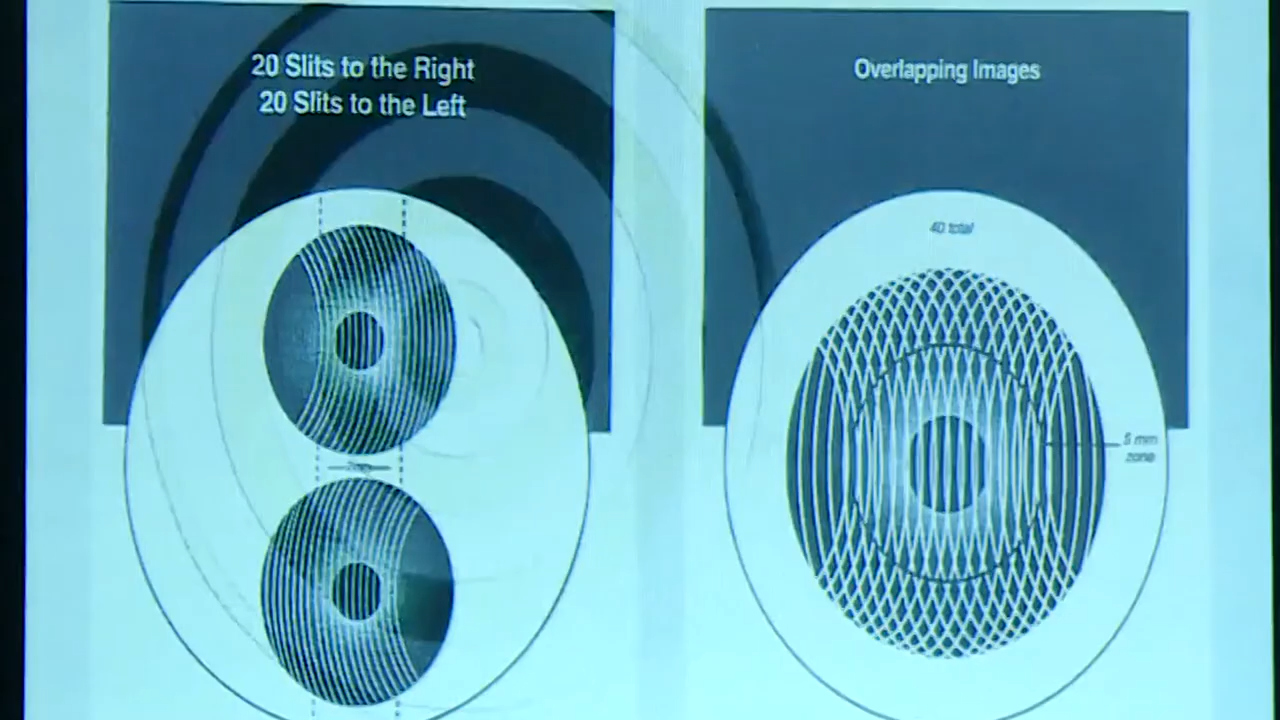 20 Slits to the Right
20 Slits to the Left
Overlapping Images
40 total
5 mm
zone